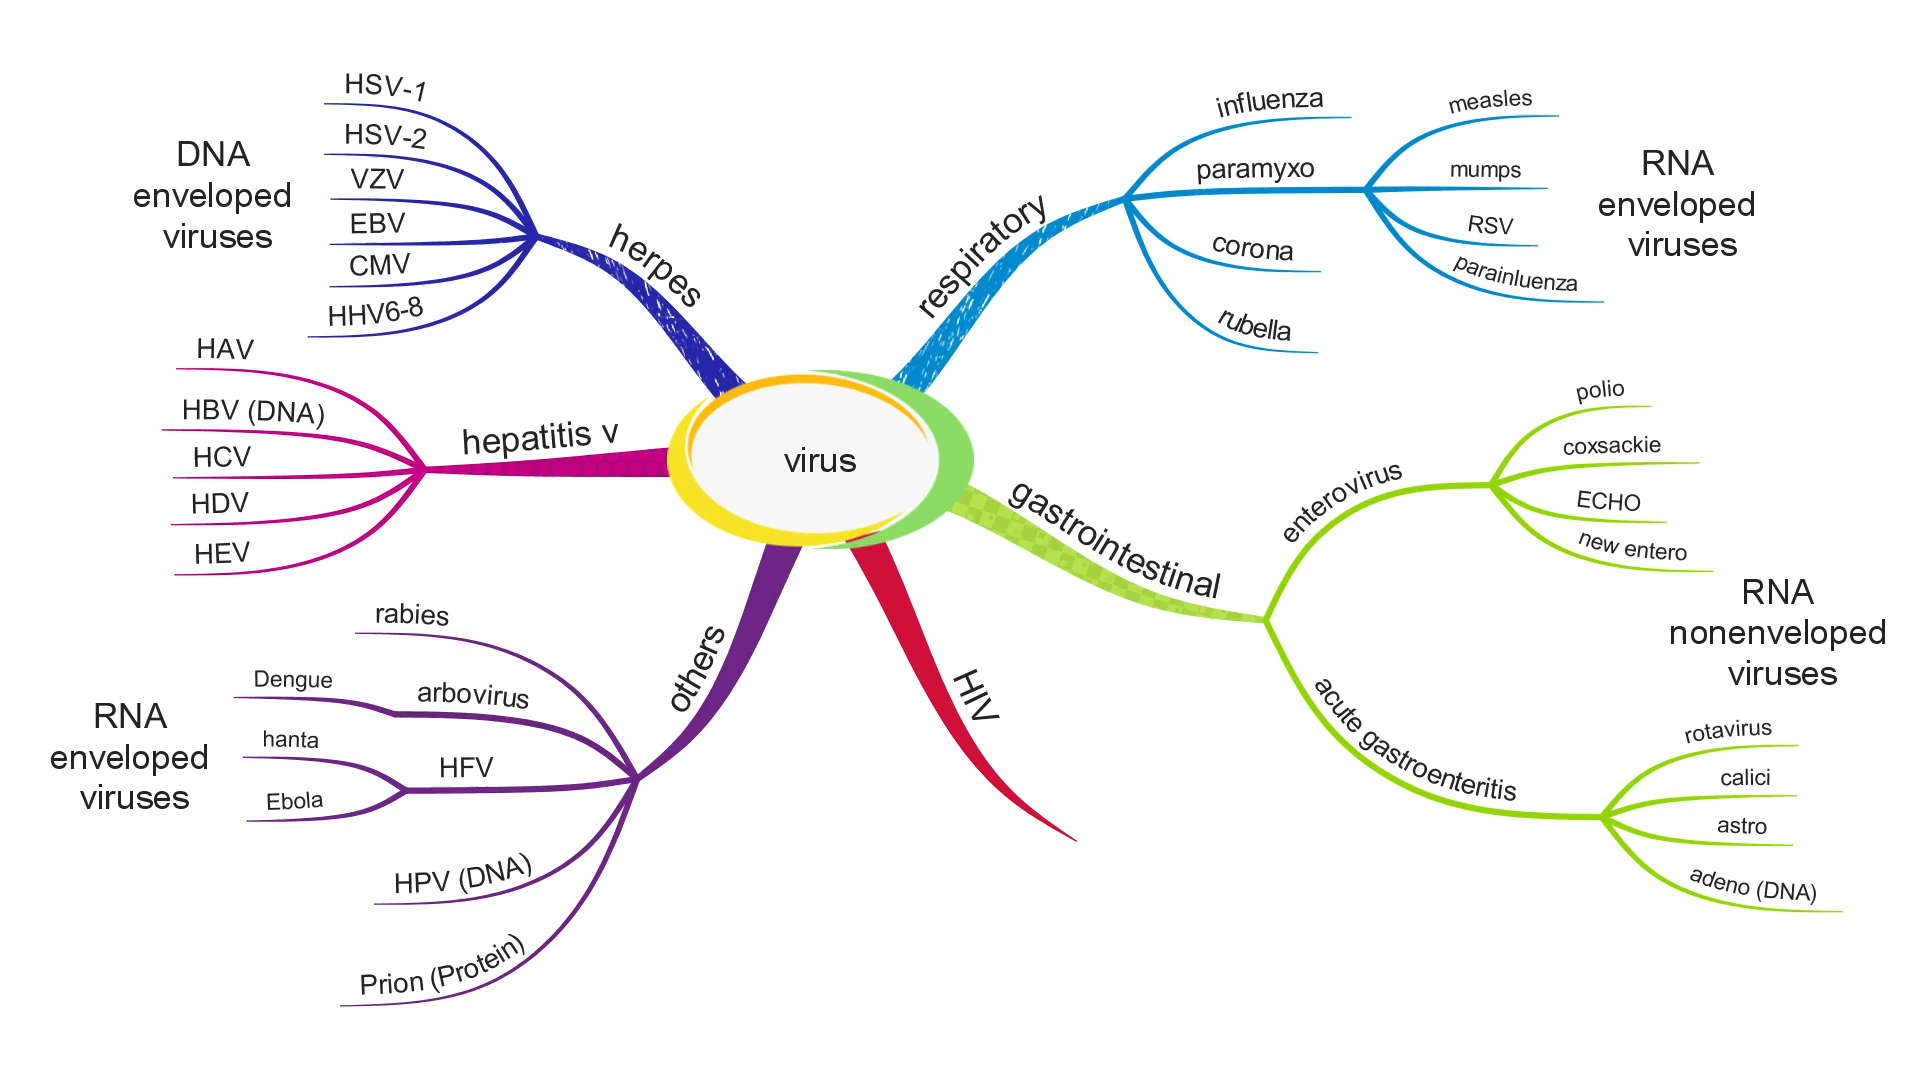 virus
herpes
HSV-1
HSV-2
VZV
EBV
CMV
HHV6-8
DNA
enveloped
viruses
hepatitis v
HAV
HBV (DNA)
HCV
HDV
HEV
others
rabies
arbovirus
Dengue
HFV
hanta
Ebola
HPV (DNA)
Prion (Protein)
RNA
enveloped
viruses
HIV
respiratory
influenza
paramyxo
measles
mumps
RSV
parainluenza
corona
rubella
RNA
enveloped
viruses
gastrointestinal
enterovirus
polio
coxsackie
ECHO
new entero
acute gastroenteritis
rotavirus
calici
astro
adeno (DNA)
RNA
nonenveloped
viruses